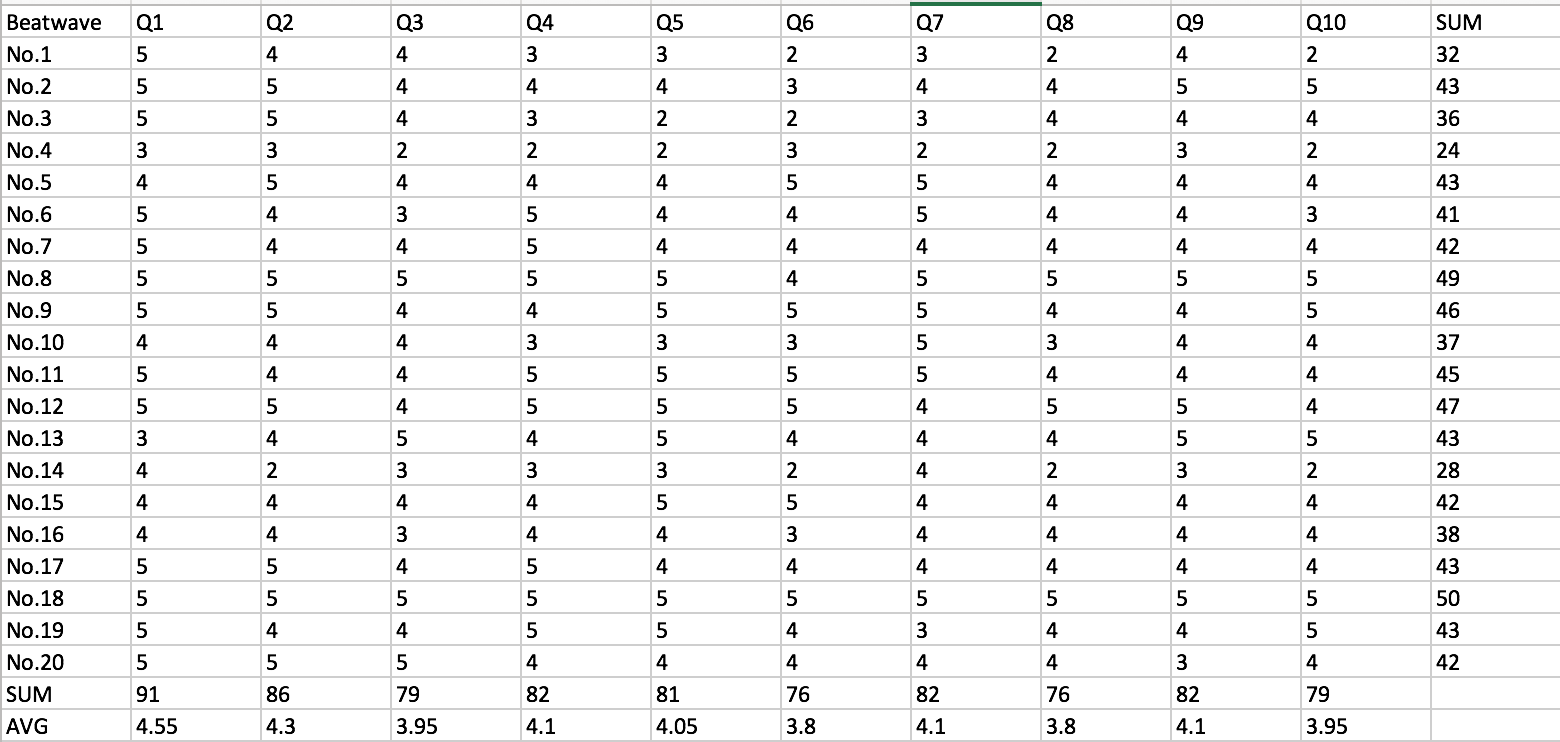 Beatwave Q1 Q2 Q3 Q4 Q5 Q6 Q7 Q8 Q9 Q10 SUM
No.1 5 4 4 3 3 2 3 2 4 2 32
No.2 5 5 4 4 4 3 4 4 5 5 43
No.3 5 5 4 3 2 2 3 4 4 4 36
No.4 3 3 2 2 2 3 2 2 3 2 24
No.5 4 5 4 4 4 5 5 4 4 4 43
No.6 5 4 3 5 4 4 5 4 4 3 41
No.7 5 4 4 5 4 4 4 4 4 4 42
No.8 5 5 5 5 5 4 5 5 5 5 49
No.9 5 5 4 4 5 5 5 4 4 5 46
No.10 4 4 4 3 3 3 5 3 4 4 37
No.11 5 4 4 5 5 5 5 4 4 4 45
No.12 5 5 4 5 5 5 4 5 5 4 47
No.13 3 4 5 4 5 4 4 4 5 5 43
No.14 4 2 3 3 3 2 4 2 3 2 28
No.15 4 4 4 4 5 5 4 4 4 4 42
No.16 4 4 3 4 4 3 4 4 4 4 38
No.17 5 5 4 5 4 4 4 4 4 4 43
No.18 5 5 5 5 5 5 5 5 5 5 50
No.19 5 4 4 5 5 4 3 4 4 5 43
No.20 5 5 5 4 4 4 4 4 3 4 42
SUM 91 86 79 82 81 76 82 76 82 79
AVG 4.55 4.3 3.95 4.1 4.05 3.8 4.1 3.8 4.1 3.95